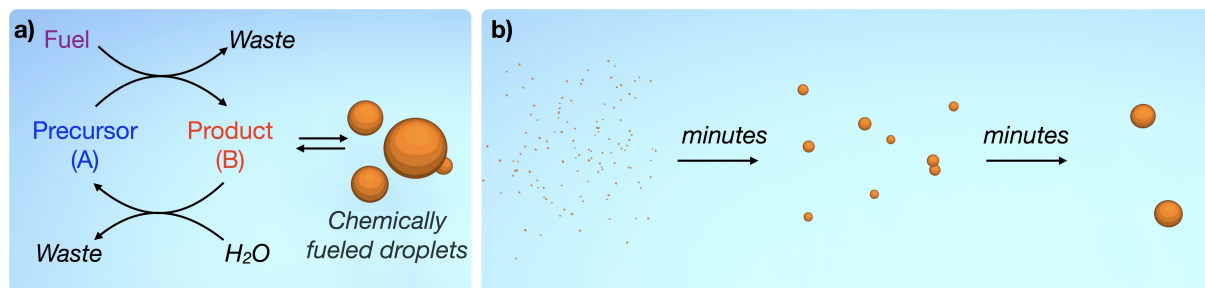 a)
Fuel
Waste
Precursor
(A)
Product
(B)
Waste
H₂O
Chemically
fueled droplets
b)
minutes
minutes